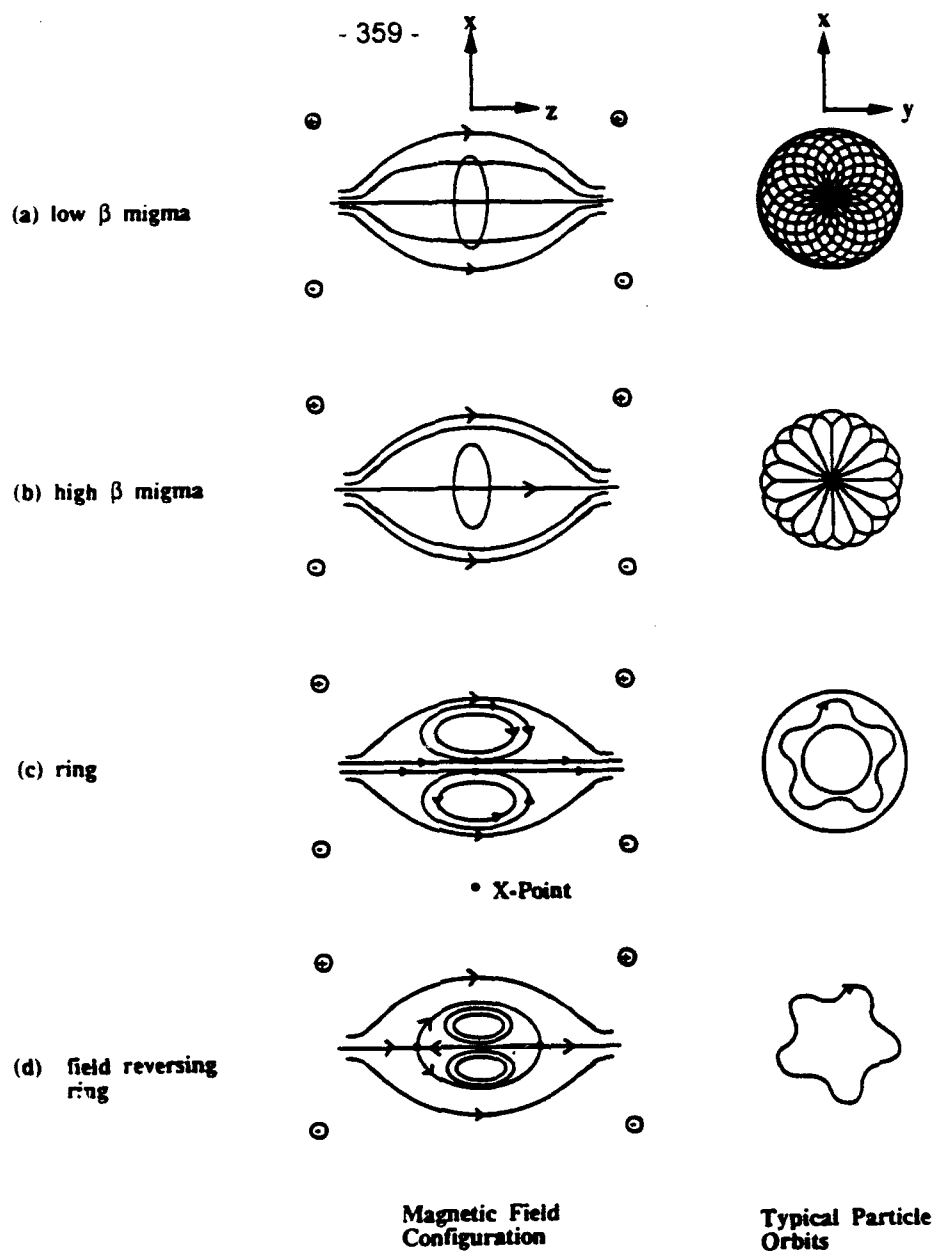 - 359 -
x
z
x
y
(a) low β migma
(b) high β migma
(c) ring
• X-Point
(d) field reversing
ring
Magnetic Field
Configuration
Typical Particle
Orbits